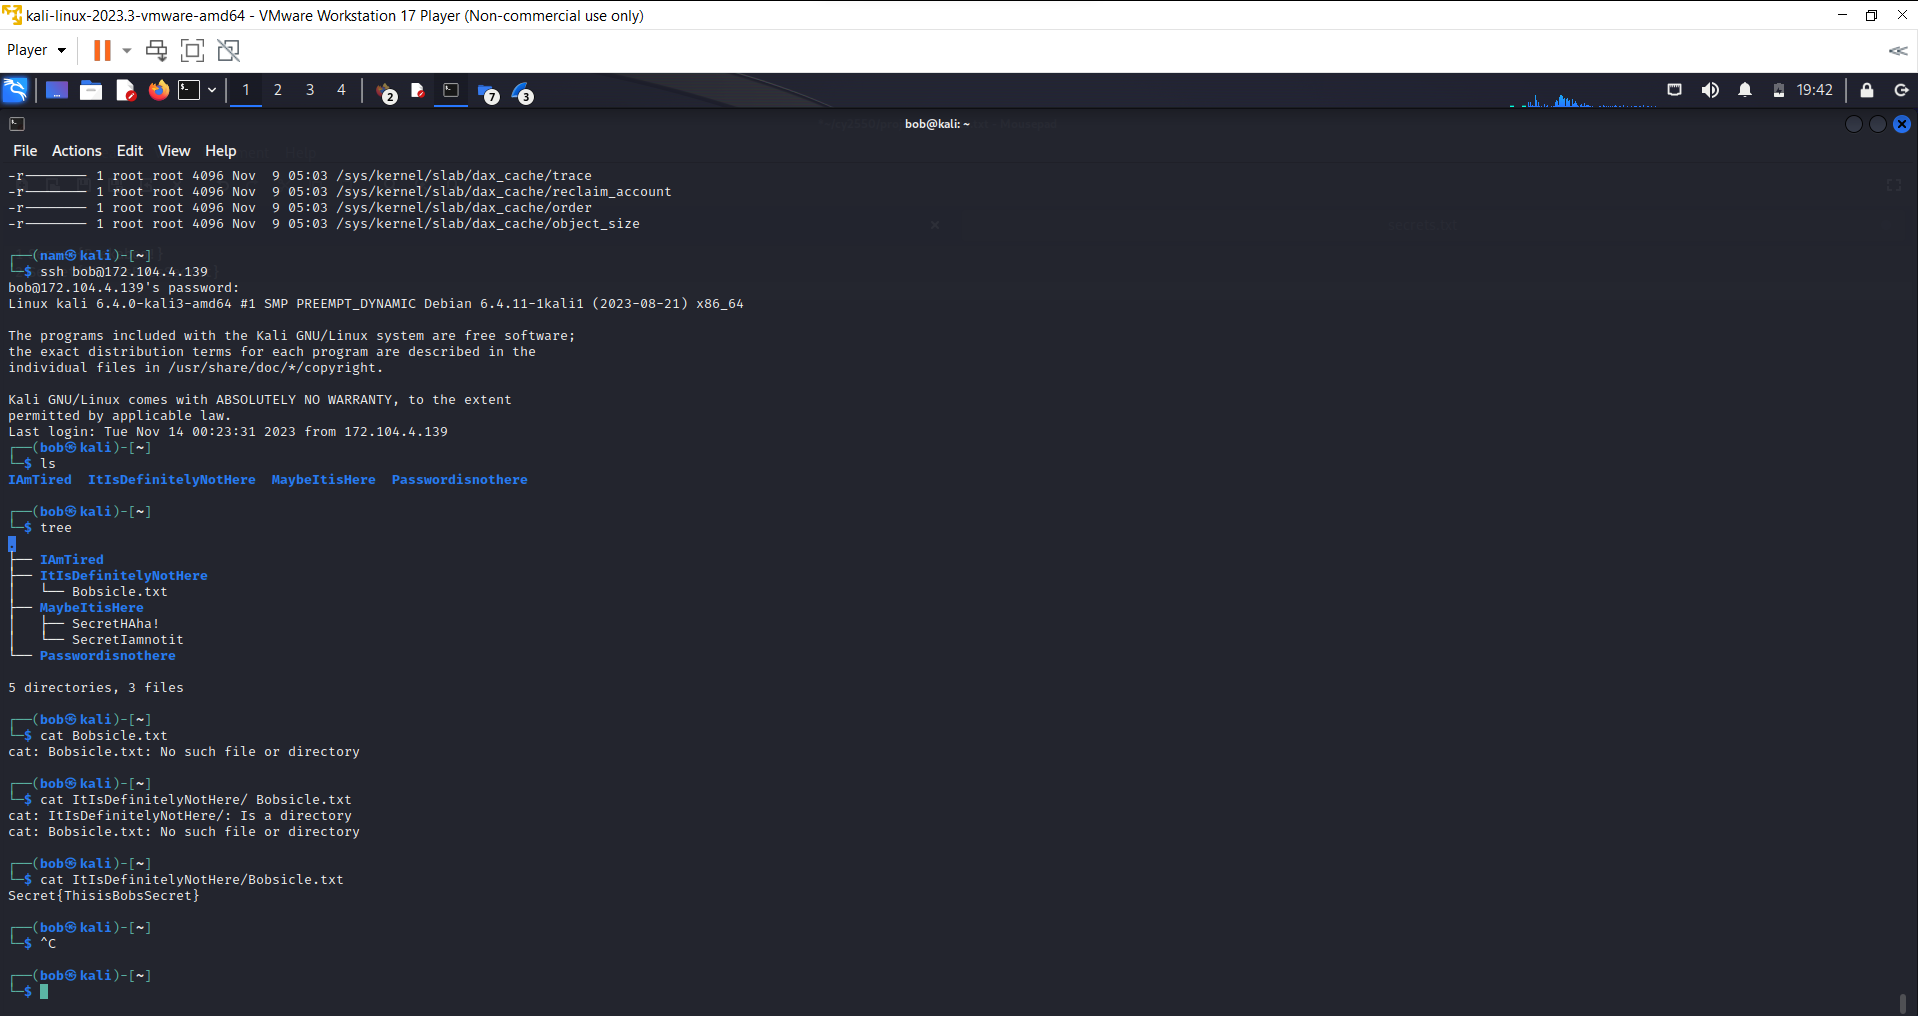 kali-linux-2023.3-vmware-amd64 - VMware Workstation 17 Player (Non-commercial use only)
Player
1 2 3 4 2 7 3 19:42
bob@kali: ~
File Actions Edit View Help
-r-------- 1 root root 4096 Nov  9 05:03 /sys/kernel/slab/dax_cache/trace
-r-------- 1 root root 4096 Nov  9 05:03 /sys/kernel/slab/dax_cache/reclaim_account
-r-------- 1 root root 4096 Nov  9 05:03 /sys/kernel/slab/dax_cache/order
-r-------- 1 root root 4096 Nov  9 05:03 /sys/kernel/slab/dax_cache/object_size
┌──(nam㉿kali)-[~]
└─$ ssh bob@172.104.4.139
bob@172.104.4.139's password:
Linux kali 6.4.0-kali3-amd64 #1 SMP PREEMPT_DYNAMIC Debian 6.4.11-1kali1 (2023-08-21) x86_64
The programs included with the Kali GNU/Linux system are free software;
the exact distribution terms for each program are described in the
individual files in /usr/share/doc/*/copyright.
Kali GNU/Linux comes with ABSOLUTELY NO WARRANTY, to the extent
permitted by applicable law.
Last login: Tue Nov 14 00:23:31 2023 from 172.104.4.139
┌──(bob㉿kali)-[~]
└─$ ls
IAmTired  ItIsDefinitelyNotHere  MaybeItisHere  Passwordisnothere
┌──(bob㉿kali)-[~]
└─$ tree
.
├── IAmTired
├── ItIsDefinitelyNotHere
│   └── Bobsicle.txt
├── MaybeItisHere
│   ├── SecretHAha!
│   └── SecretIamnotit
└── Passwordisnothere
5 directories, 3 files
┌──(bob㉿kali)-[~]
└─$ cat Bobsicle.txt
cat: Bobsicle.txt: No such file or directory
┌──(bob㉿kali)-[~]
└─$ cat ItIsDefinitelyNotHere/ Bobsicle.txt
cat: ItIsDefinitelyNotHere/: Is a directory
cat: Bobsicle.txt: No such file or directory
┌──(bob㉿kali)-[~]
└─$ cat ItIsDefinitelyNotHere/Bobsicle.txt
Secret{ThisisBobsSecret}
┌──(bob㉿kali)-[~]
└─$ ^C
┌──(bob㉿kali)-[~]
└─$